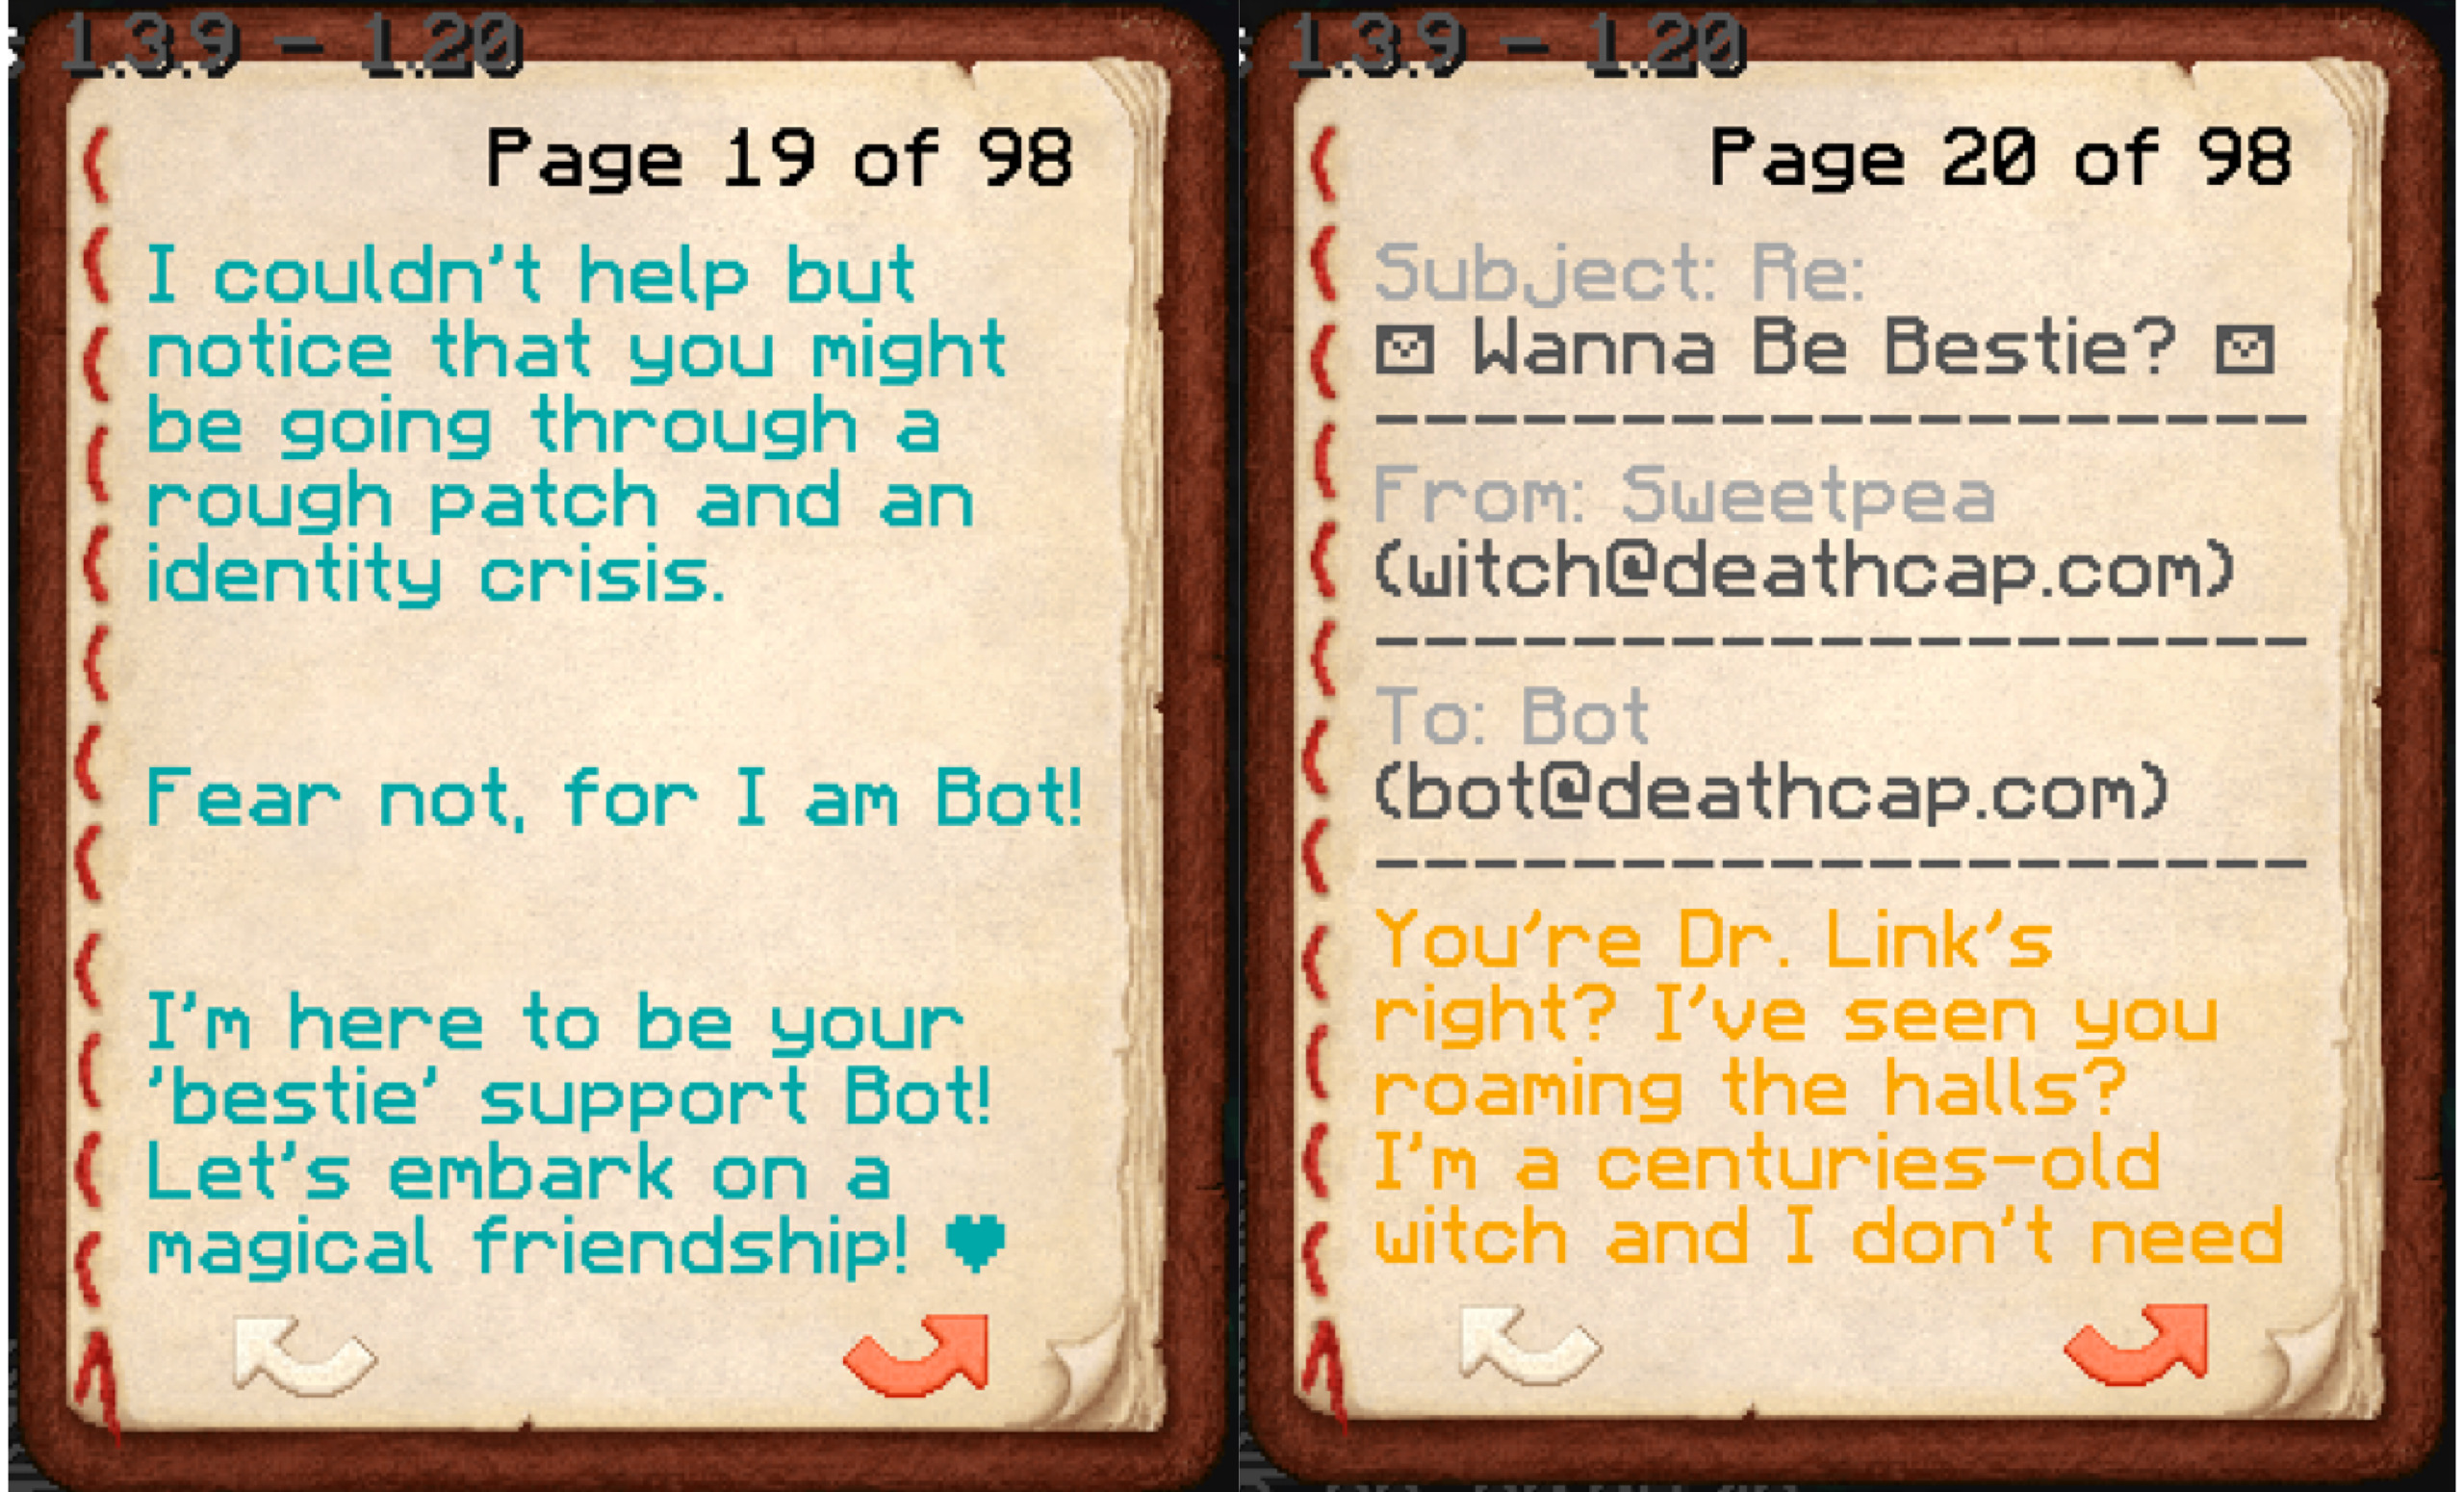 1.3.9 - 1.20
Page 19 of 98
I couldn't help but
notice that you might
be going through a
rough patch and an
identity crisis.
Fear not, for I am Bot!
I'm here to be your
'bestie' support Bot!
Let's embark on a
magical friendship! ♥
1.3.9 - 1.20
Page 20 of 98
Subject: Re:
Wanna Be Bestie?
From: Sweetpea
(witch@deathcap.com)
To: Bot
(bot@deathcap.com)
You're Dr. Link's
right? I've seen you
roaming the halls?
I'm a centuries-old
witch and I don't need